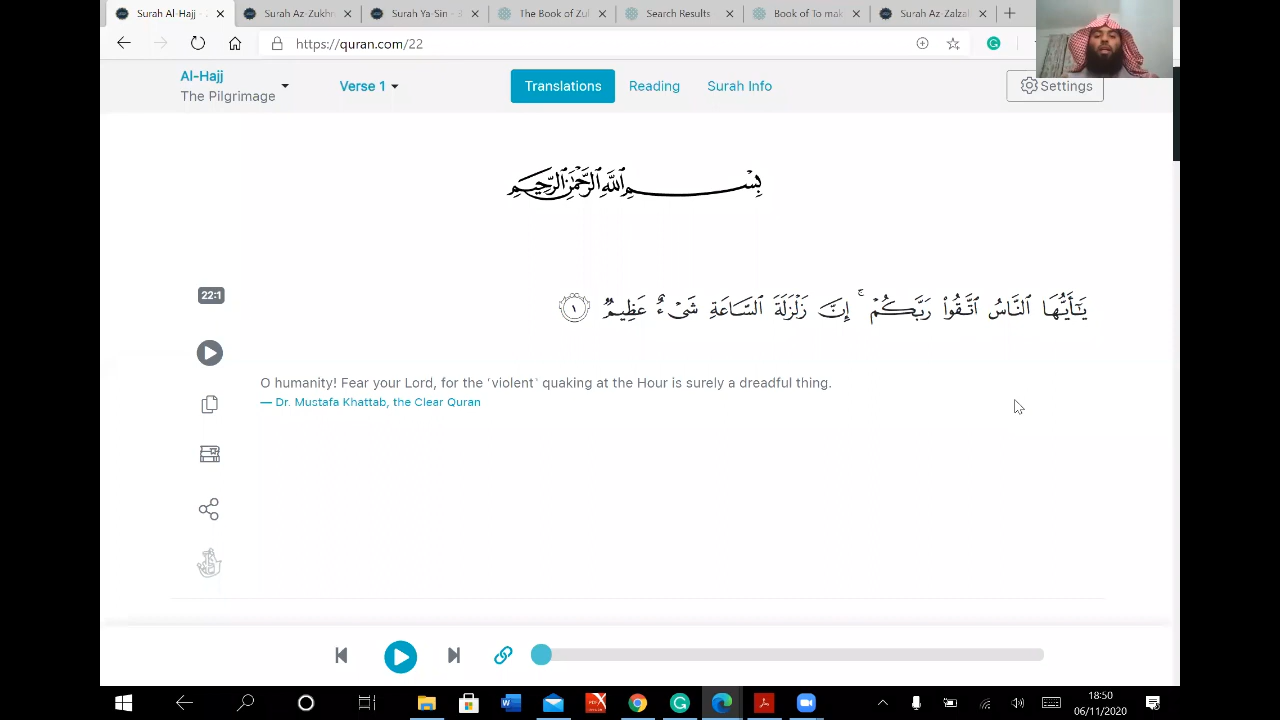 Surah Al-Hajj -
Surah Az-Zukhr
Surah Ya-Sin - S
The Book of Zul
Search Results
Book of To mak
Surah Az-Zalzal
https://quran.com/22
Al-Hajj
The Pilgrimage
Verse 1
Translations
Reading
Surah Info
Settings
بِسْمِ ٱللَّهِ ٱلرَّحْمَٰنِ ٱلرَّحِيمِ
22:1
يَـٰٓأَيُّهَا ٱلنَّاسُ ٱتَّقُوا۟ رَبَّكُمْ ۚ إِنَّ زَلْزَلَةَ ٱلسَّاعَةِ شَىْءٌ عَظِيمٌۭ ١
O humanity! Fear your Lord, for the ˹violent˺ quaking at the Hour is surely a dreadful thing.
— Dr. Mustafa Khattab, the Clear Quran
18:50
06/11/2020